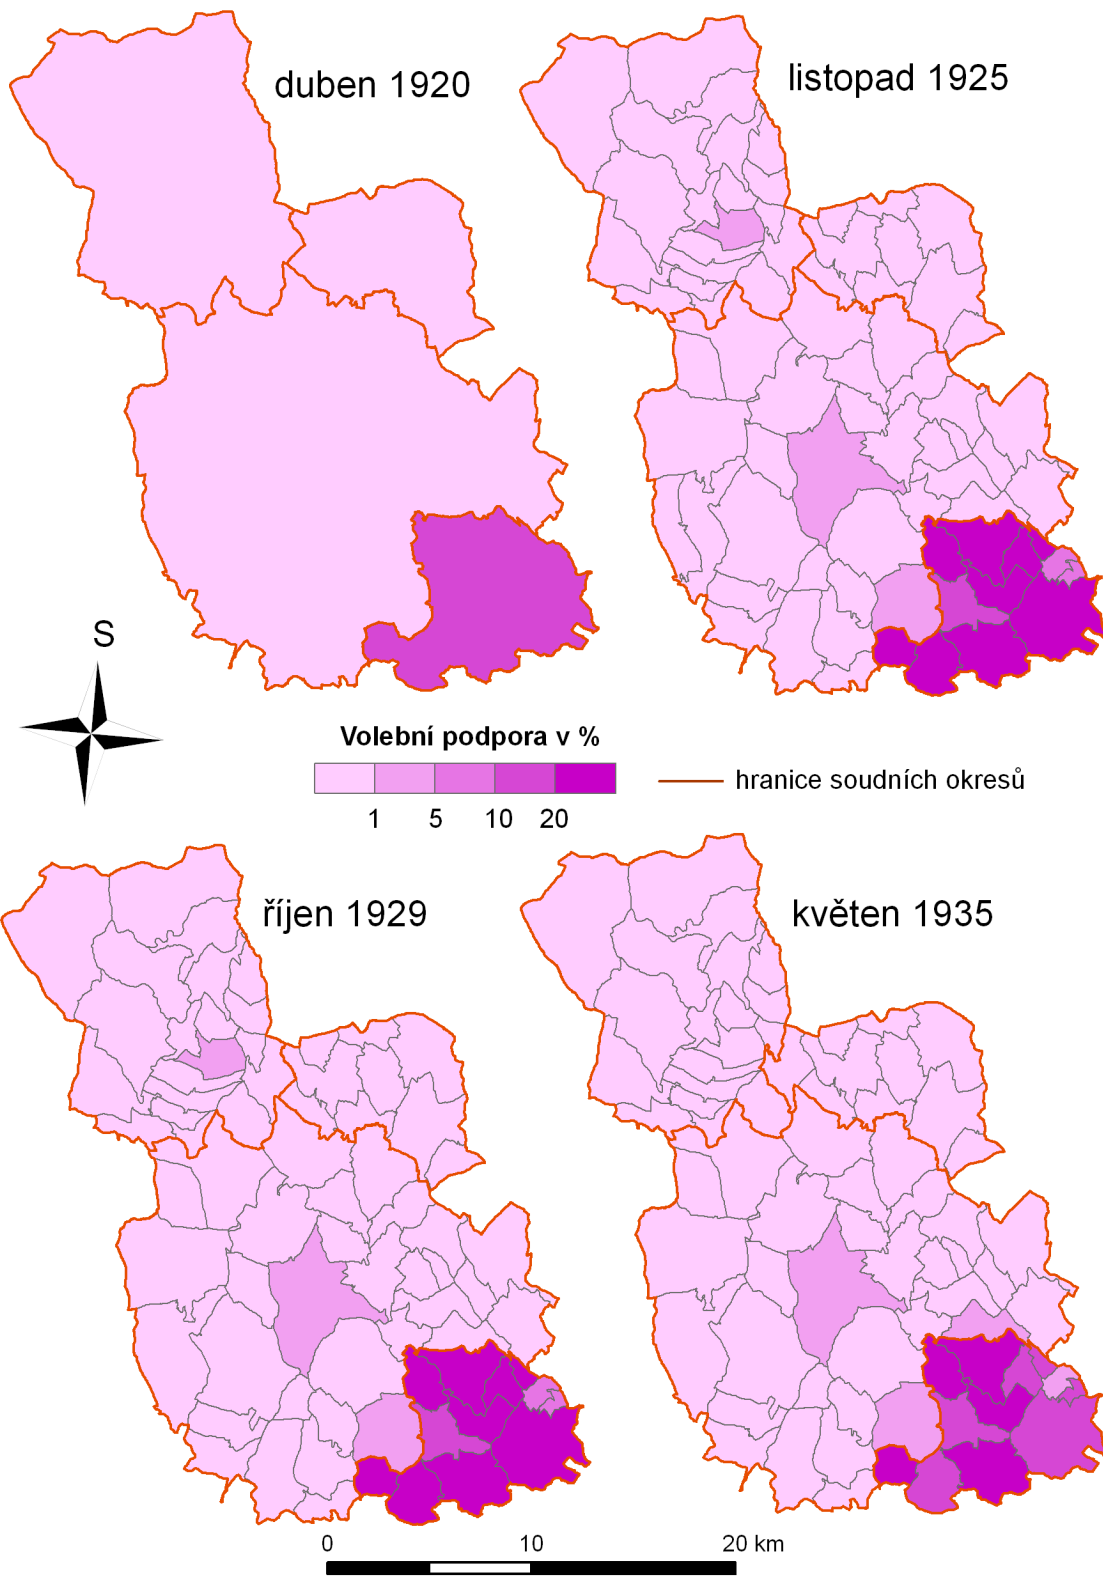 duben 1920
listopad 1925
S
Volební podpora v %
1 5 10 20
hranice soudních okresů
říjen 1929
květen 1935
0 10 20 km